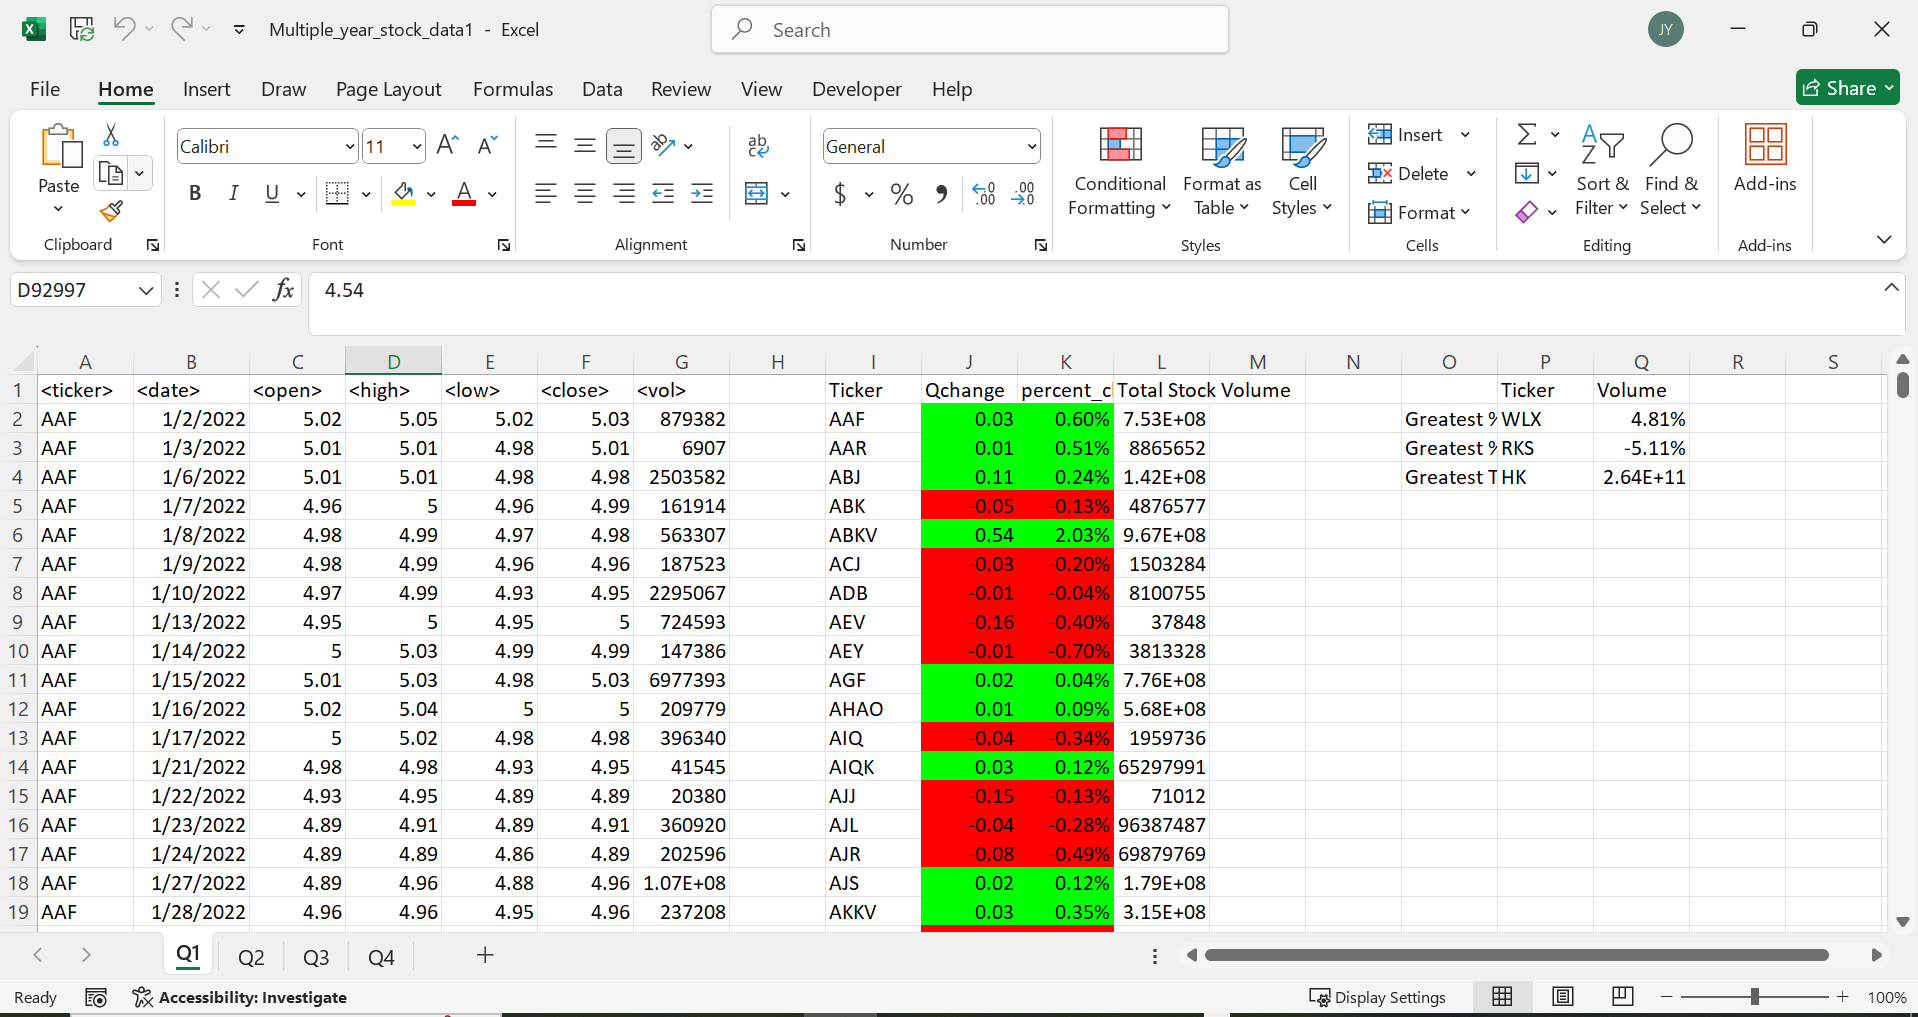 Multiple_year_stock_data1 - Excel
Search
JY
File Home Insert Draw Page Layout Formulas Data Review View Developer Help
Share
Paste
Clipboard
Calibri 11
B I U
Font
Alignment
General
$ % 9
Number
Conditional Formatting
Format as Table
Cell Styles
Styles
Insert
Delete
Format
Cells
Sort & Filter
Find & Select
Editing
Add-ins
Add-ins
D92997 fx 4.54
A B C D E F G H I J K L M N O P Q R S
1 <ticker> <date> <open> <high> <low> <close> <vol> Ticker Qchange percent_c Total Stock Volume Ticker Volume
2 AAF 1/2/2022 5.02 5.05 5.02 5.03 879382 AAF 0.03 0.60% 7.53E+08 Greatest % WLX 4.81%
3 AAF 1/3/2022 5.01 5.01 4.98 5.01 6907 AAR 0.01 0.51% 8865652 Greatest % RKS -5.11%
4 AAF 1/6/2022 5.01 5.01 4.98 4.98 2503582 ABJ 0.11 0.24% 1.42E+08 Greatest T HK 2.64E+11
5 AAF 1/7/2022 4.96 5 4.96 4.99 161914 ABK -0.05 -0.13% 4876577
6 AAF 1/8/2022 4.98 4.99 4.97 4.98 563307 ABKV 0.54 2.03% 9.67E+08
7 AAF 1/9/2022 4.98 4.99 4.96 4.96 187523 ACJ -0.03 -0.20% 1503284
8 AAF 1/10/2022 4.97 4.99 4.93 4.95 2295067 ADB -0.01 -0.04% 8100755
9 AAF 1/13/2022 4.95 5 4.95 5 724593 AEV -0.16 -0.40% 37848
10 AAF 1/14/2022 5 5.03 4.99 4.99 147386 AEY -0.01 -0.70% 3813328
11 AAF 1/15/2022 5.01 5.03 4.98 5.03 6977393 AGF 0.02 0.04% 7.76E+08
12 AAF 1/16/2022 5.02 5.04 5 5 209779 AHAO 0.01 0.09% 5.68E+08
13 AAF 1/17/2022 5 5.02 4.98 4.98 396340 AIQ -0.04 -0.34% 1959736
14 AAF 1/21/2022 4.98 4.98 4.93 4.95 41545 AIQK 0.03 0.12% 65297991
15 AAF 1/22/2022 4.93 4.95 4.89 4.89 20380 AJJ -0.15 -0.13% 71012
16 AAF 1/23/2022 4.89 4.91 4.89 4.91 360920 AJL -0.04 -0.28% 96387487
17 AAF 1/24/2022 4.89 4.89 4.86 4.89 202596 AJR -0.08 -0.49% 69879769
18 AAF 1/27/2022 4.89 4.96 4.88 4.96 1.07E+08 AJS 0.02 0.12% 1.79E+08
19 AAF 1/28/2022 4.96 4.96 4.95 4.96 237208 AKKV 0.03 0.35% 3.15E+08
Q1 Q2 Q3 Q4
Ready Accessibility: Investigate Display Settings 100%